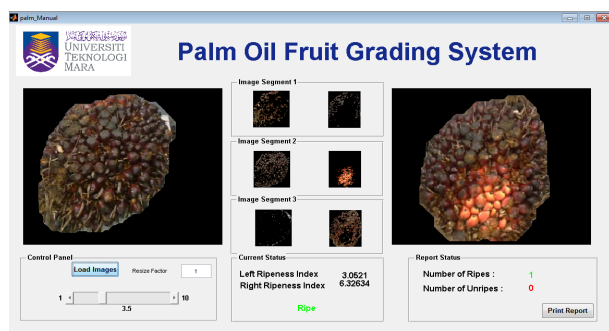 palm_Manual
UNIVERSITI
TEKNOLOGI
MARA
Palm Oil Fruit Grading System
Image Segment 1
Image Segment 2
Image Segment 3
Control Panel
Load Images
Resize Factor
1
1
10
3.5
Current Status
Left Ripeness Index 3.0521
Right Ripeness Index 6.32634
Ripe
Report Status
Number of Ripes : 1
Number of Unripes : 0
Print Report